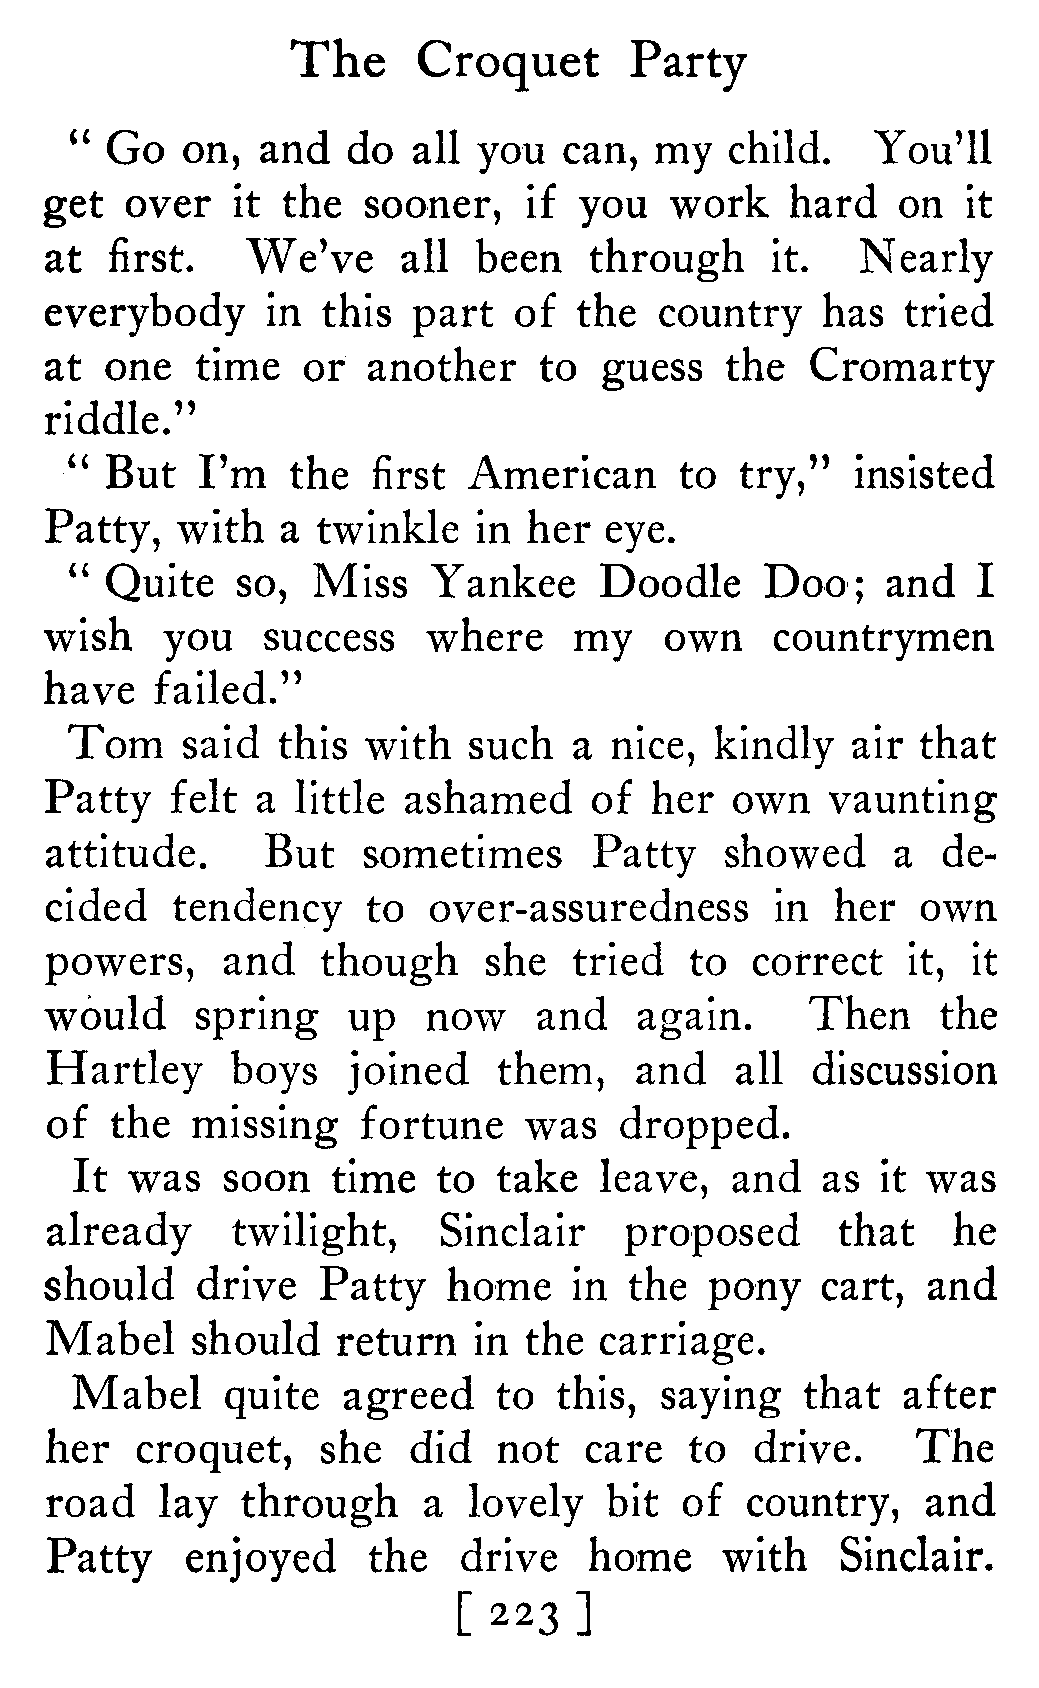 The Croquet Party
“ Go on, and do all you can, my child. You’ll
get over it the sooner, if you work hard on it
at first. We’ve all been through it. Nearly
everybody in this part of the country has tried
at one time or another to guess the Cromarty
riddle.”
“ But I’m the first American to try,” insisted
Patty, with a twinkle in her eye.
“ Quite so, Miss Yankee Doodle Doo; and I
wish you success where my own countrymen
have failed.”
Tom said this with such a nice, kindly air that
Patty felt a little ashamed of her own vaunting
attitude. But sometimes Patty showed a de-
cided tendency to over-assuredness in her own
powers, and though she tried to correct it, it
would spring up now and again. Then the
Hartley boys joined them, and all discussion
of the missing fortune was dropped.
It was soon time to take leave, and as it was
already twilight, Sinclair proposed that he
should drive Patty home in the pony cart, and
Mabel should return in the carriage.
Mabel quite agreed to this, saying that after
her croquet, she did not care to drive. The
road lay through a lovely bit of country, and
Patty enjoyed the drive home with Sinclair.
[ 223 ]